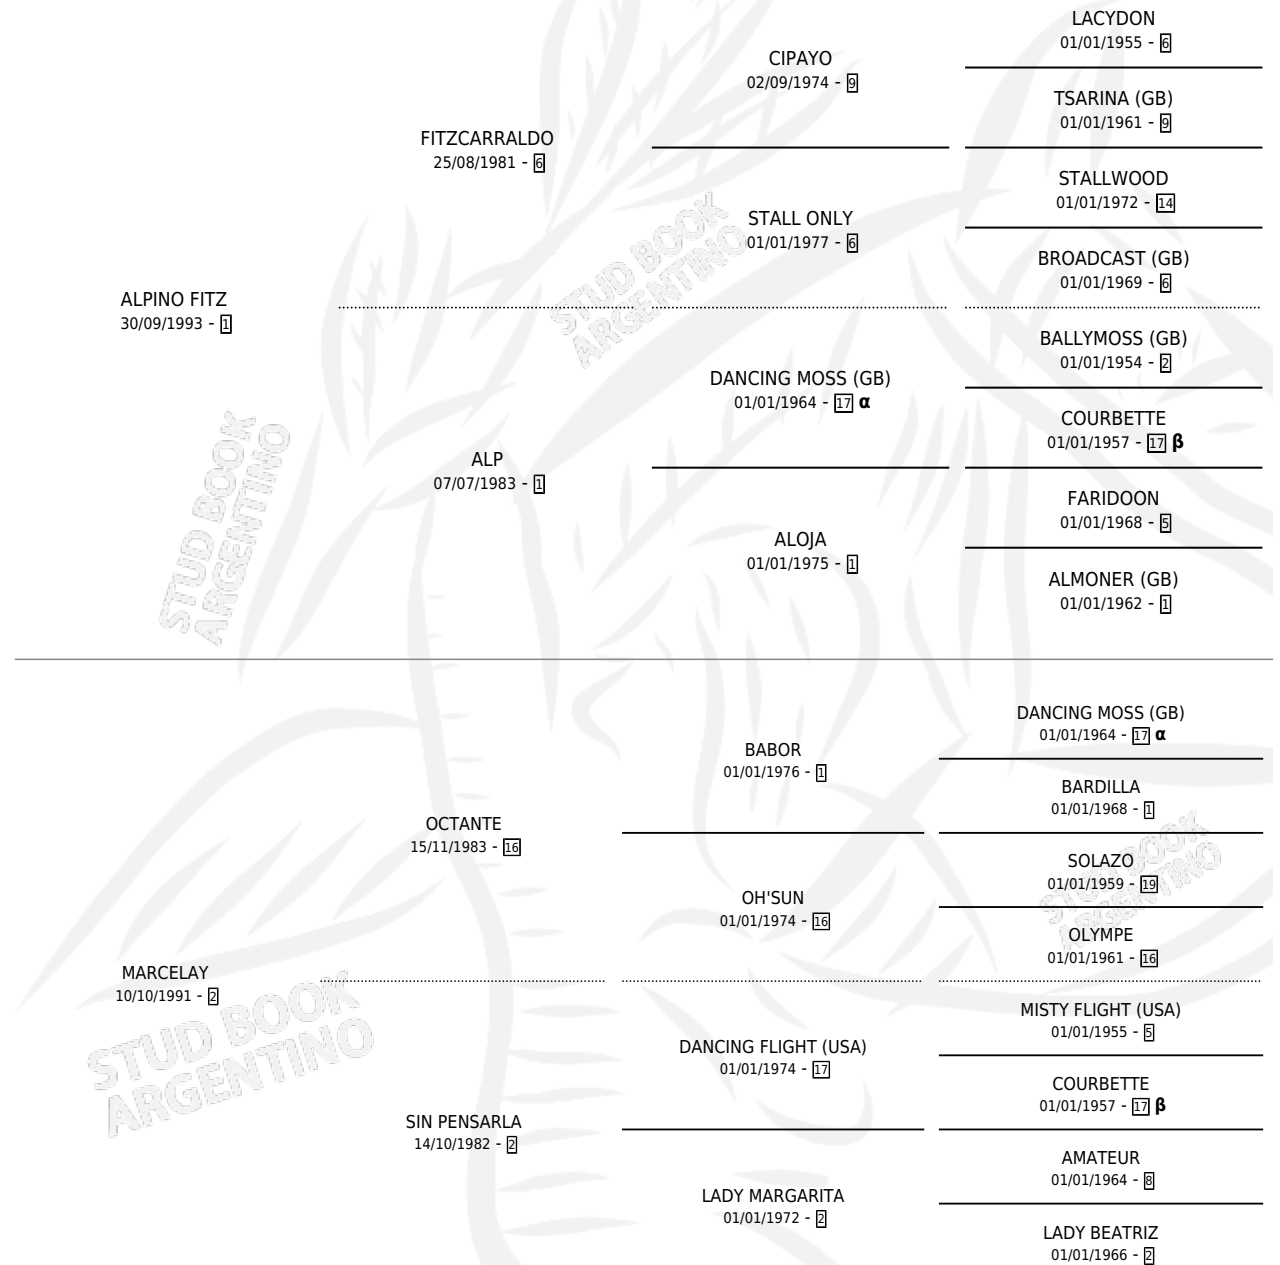 LACYDON
01/01/1955 - 6
CIPAYO
02/09/1974 - 9
TSARINA (GB)
01/01/1961 - 9
FITZCARRALDO
25/08/1981 - 6
STALLWOOD
01/01/1972 - 14
STALL ONLY
01/01/1977 - 6
BROADCAST (GB)
01/01/1969 - 6
ALPINO FITZ
30/09/1993 - 1
BALLYMOSS (GB)
01/01/1954 - 2
DANCING MOSS (GB)
01/01/1964 - 17 α
COURBETTE
01/01/1957 - 17 β
ALP
07/07/1983 - 1
FARIDOON
01/01/1968 - 5
ALOJA
01/01/1975 - 1
ALMONER (GB)
01/01/1962 - 1
DANCING MOSS (GB)
01/01/1964 - 17 α
BABOR
01/01/1976 - 1
BARDILLA
01/01/1968 - 1
OCTANTE
15/11/1983 - 16
SOLAZO
01/01/1959 - 19
OH'SUN
01/01/1974 - 16
OLYMPE
01/01/1961 - 16
MARCELAY
10/10/1991 - 2
MISTY FLIGHT (USA)
01/01/1955 - 5
DANCING FLIGHT (USA)
01/01/1974 - 17
COURBETTE
01/01/1957 - 17 β
SIN PENSARLA
14/10/1982 - 2
AMATEUR
01/01/1964 - 8
LADY MARGARITA
01/01/1972 - 2
LADY BEATRIZ
01/01/1966 - 2
STUD BOOK
ARGENTINO
STUD BOOK
ARGENTINO
STUD BOOK
ARGENTINO
STUD BOOK
ARGENTINO